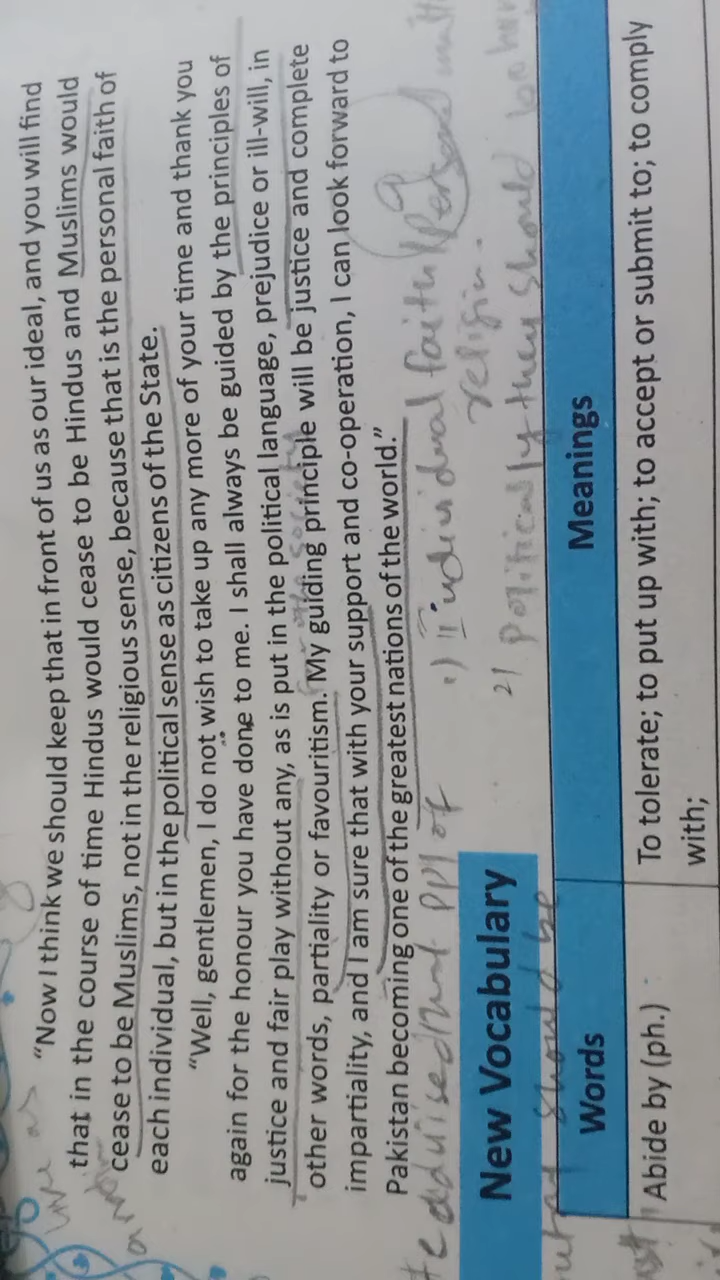 “Now I think we should keep that in front of us as our ideal, and you will find
that in the course of time Hindus would cease to be Hindus and Muslims would
cease to be Muslims, not in the religious sense, because that is the personal faith of
each individual, but in the political sense as citizens of the State.
“Well, gentlemen, I do not wish to take up any more of your time and thank you
again for the honour you have done to me. I shall always be guided by the principles of
justice and fair play without any, as is put in the political language, prejudice or ill-will, in
other words, partiality or favouritism. My guiding principle will be justice and complete
impartiality, and I am sure that with your support and co-operation, I can look forward to
Pakistan becoming one of the greatest nations of the world.”
He advised that ppl of
1) Individual faith
religion.
2) politically they should
New Vocabulary
should be
Words Meanings
Abide by (ph.) To tolerate; to put up with; to accept or submit to; to comply
with;